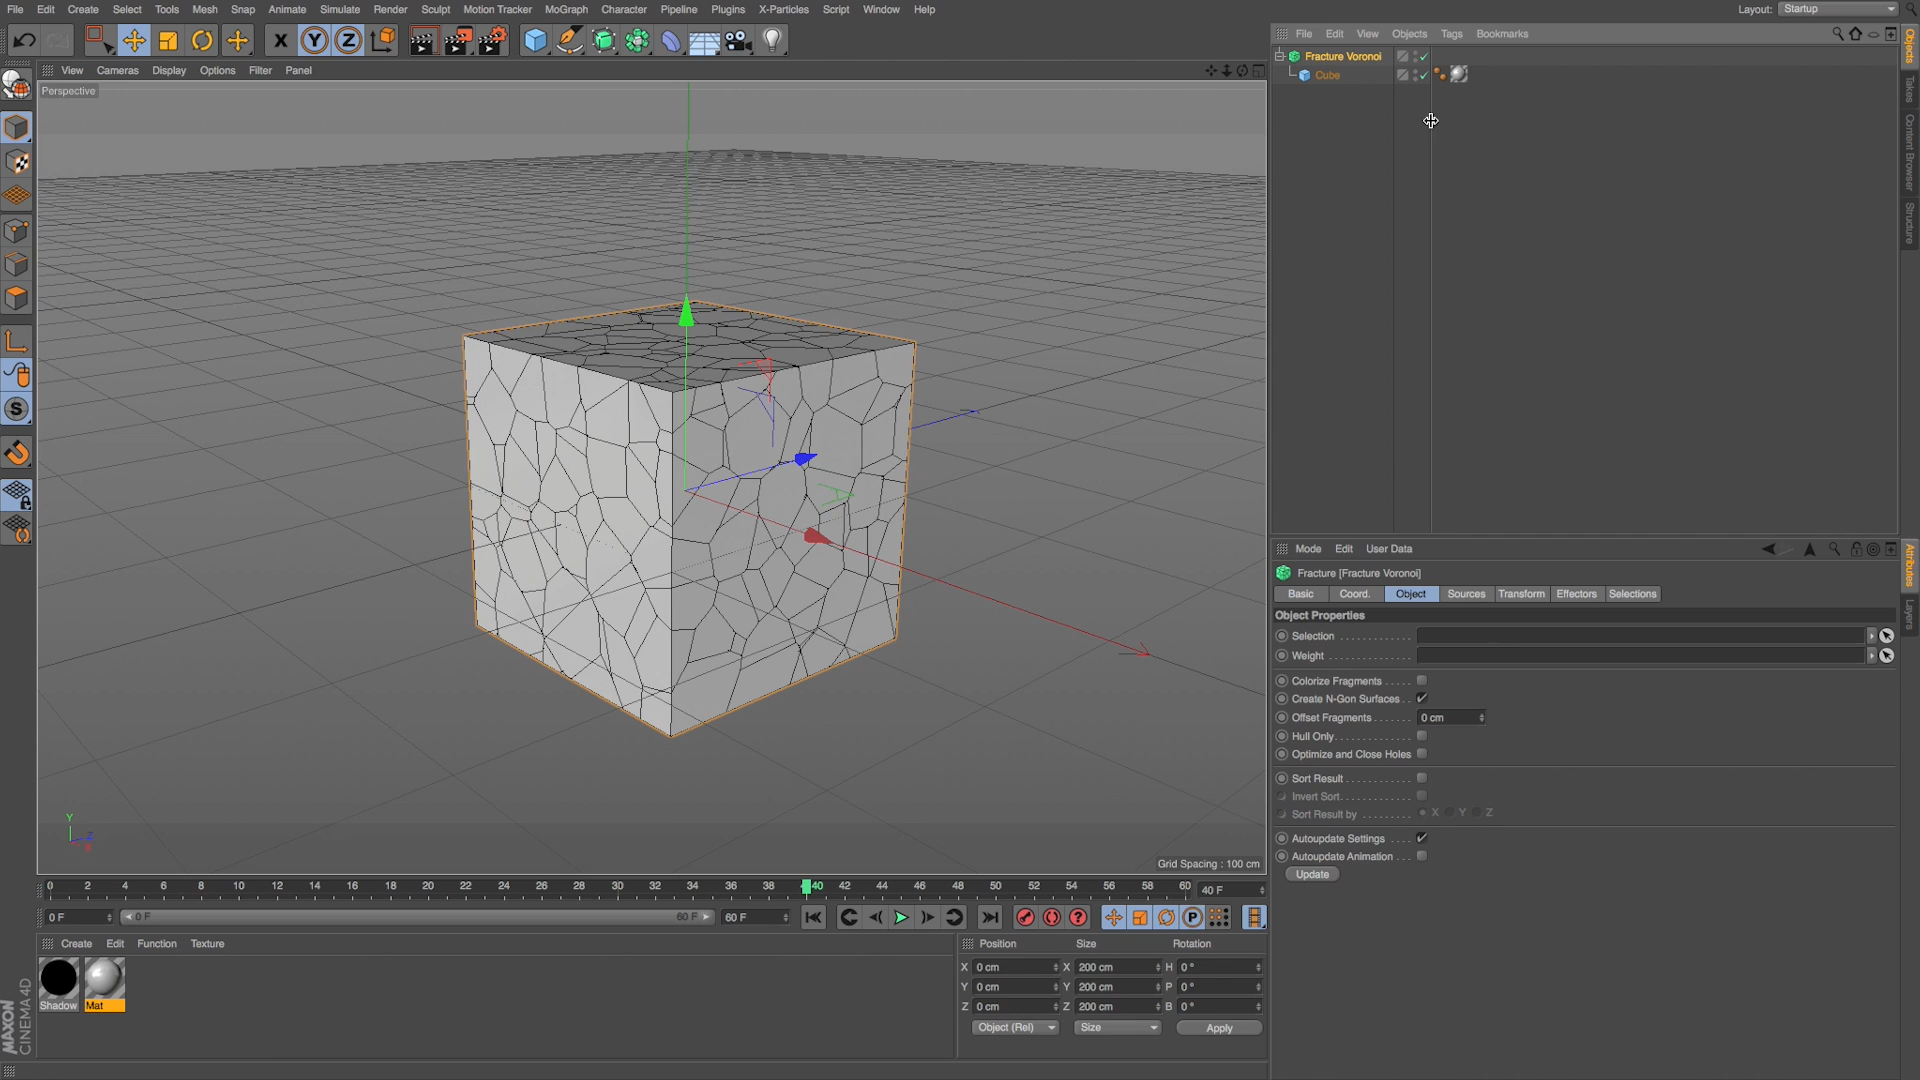 File Edit Create Select Tools Mesh Snap Animate Simulate Render Sculpt Motion Tracker MoGraph Character Pipeline Plugins X-Particles Script Window Help
Layout: Startup
X Y Z
View Cameras Display Options Filter Panel
Perspective
Y
Z
X
Grid Spacing : 100 cm
0 2 4 6 8 10 12 14 16 18 20 22 24 26 28 30 32 34 36 38 40 42 44 46 48 50 52 54 56 58 60
40 F
0 F
0 F
60 F
60 F
P
Create Edit Function Texture
Shadow
Mat
MAXON
CINEMA 4D
Position Size Rotation
X 0 cm X 200 cm H 0 °
Y 0 cm Y 200 cm P 0 °
Z 0 cm Z 200 cm B 0 °
Object (Rel) Size Apply
File Edit View Objects Tags Bookmarks
Fracture Voronoi
Cube
Objects
Takes
Content Browser
Structure
Mode Edit User Data
Fracture [Fracture Voronoi]
Basic Coord. Object Sources Transform Effectors Selections
Object Properties
Selection
Weight
Colorize Fragments
Create N-Gon Surfaces
Offset Fragments 0 cm
Hull Only
Optimize and Close Holes
Sort Result
Invert Sort
Sort Result by X Y Z
Autoupdate Settings
Autoupdate Animation
Update
Attributes
Layers